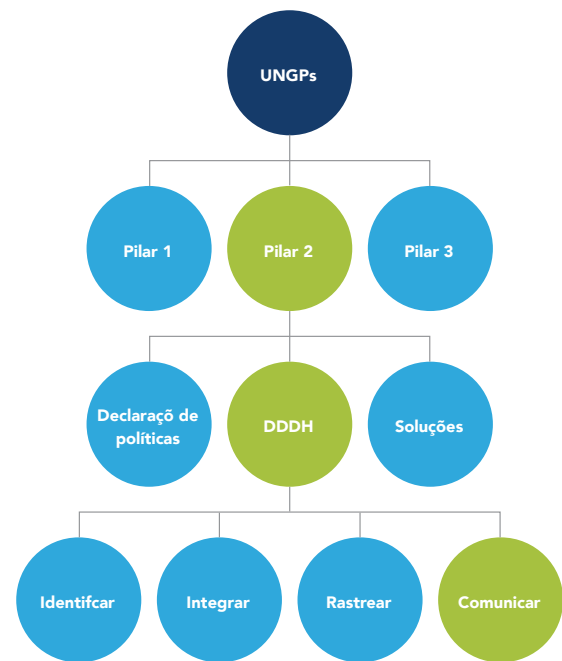 UNGPs
Pilar 1
Pilar 2
Pilar 3
Declaraçõ de
políticas
DDDH
Soluções
Identifcar
Integrar
Rastrear
Comunicar